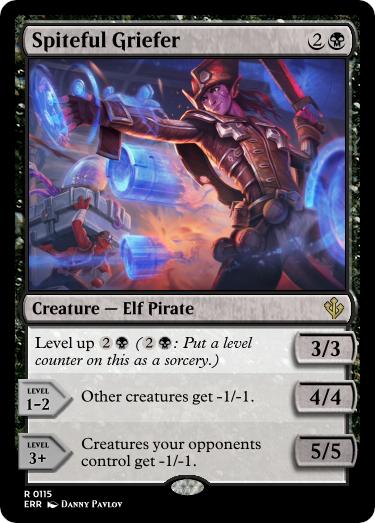 Spiteful Griefer 2
Creature — Elf Pirate
Level up 2 ( 2 : Put a level
counter on this as a sorcery.)
3/3
LEVEL
1-2
Other creatures get -1/-1.
4/4
LEVEL
3+
Creatures your opponents
control get -1/-1.
5/5
R 0115
ERR DANNY PAVLOV